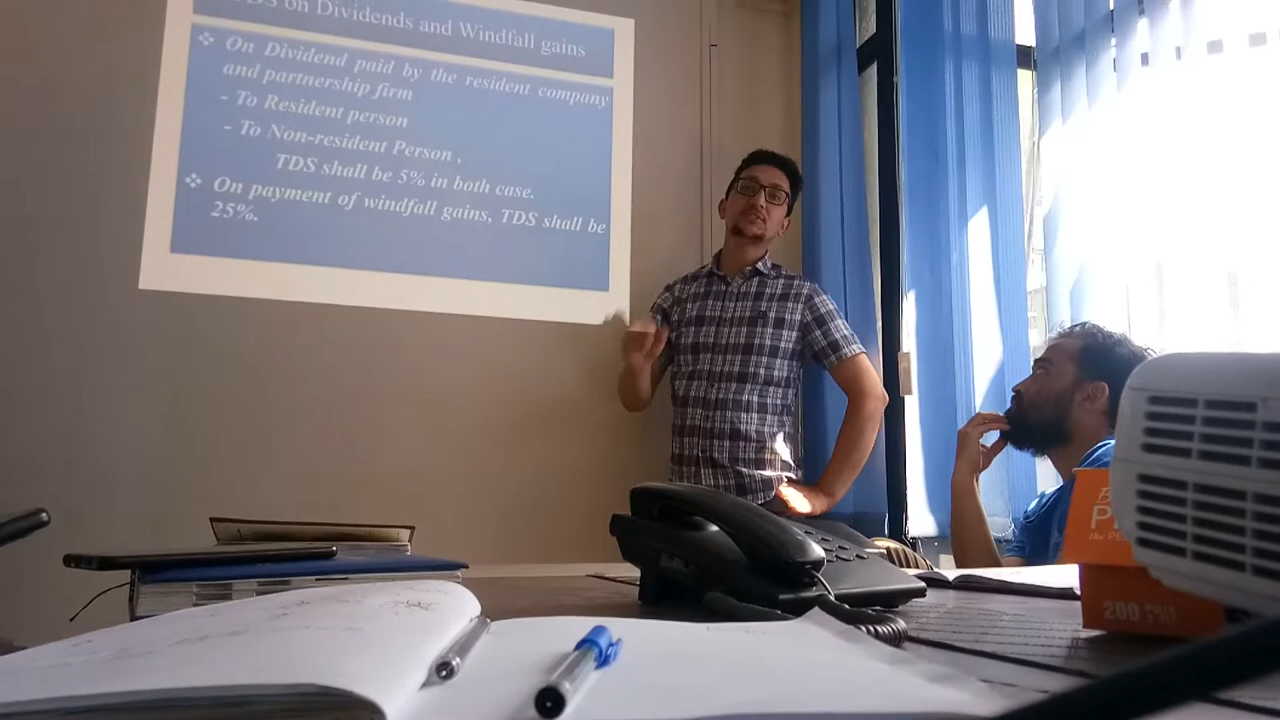 TDS on Dividends and Windfall gains
❖ On Dividend paid by the resident company
and partnership firm
- To Resident person
- To Non-resident Person ,
TDS shall be 5% in both case.
❖ On payment of windfall gains, TDS shall be
25%.
the
200